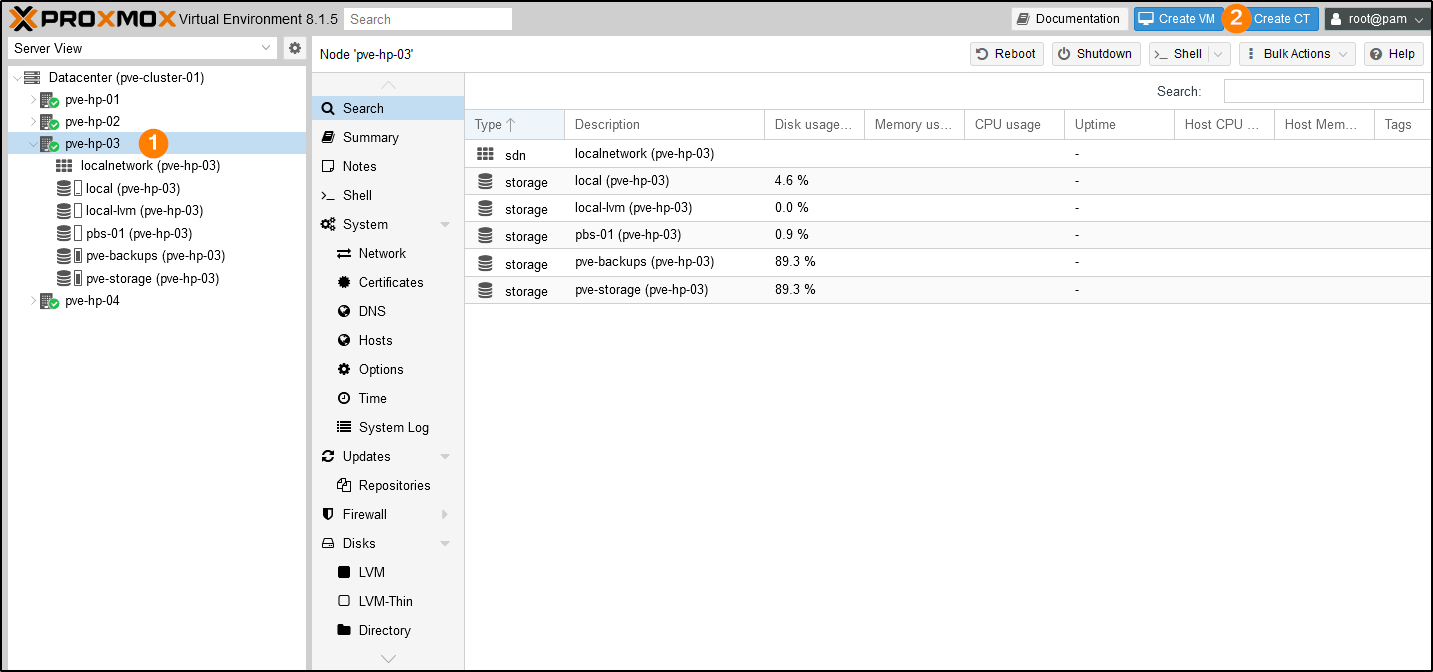 PROXMOX Virtual Environment 8.1.5 Search Documentation Create VM 2 Create CT root@pam
Server View
Node 'pve-hp-03' Reboot Shutdown >_ Shell Bulk Actions Help
Datacenter (pve-cluster-01)
pve-hp-01
pve-hp-02
pve-hp-03 1
localnetwork (pve-hp-03)
local (pve-hp-03)
local-lvm (pve-hp-03)
pbs-01 (pve-hp-03)
pve-backups (pve-hp-03)
pve-storage (pve-hp-03)
pve-hp-04
Search
Summary
Notes
>_ Shell
System
Network
Certificates
DNS
Hosts
Options
Time
System Log
Updates
Repositories
Firewall
Disks
LVM
LVM-Thin
Directory
Search:
Type Description Disk usage... Memory us... CPU usage Uptime Host CPU ... Host Mem... Tags
sdn localnetwork (pve-hp-03) -
storage local (pve-hp-03) 4.6 % -
storage local-lvm (pve-hp-03) 0.0 % -
storage pbs-01 (pve-hp-03) 0.9 % -
storage pve-backups (pve-hp-03) 89.3 % -
storage pve-storage (pve-hp-03) 89.3 % -